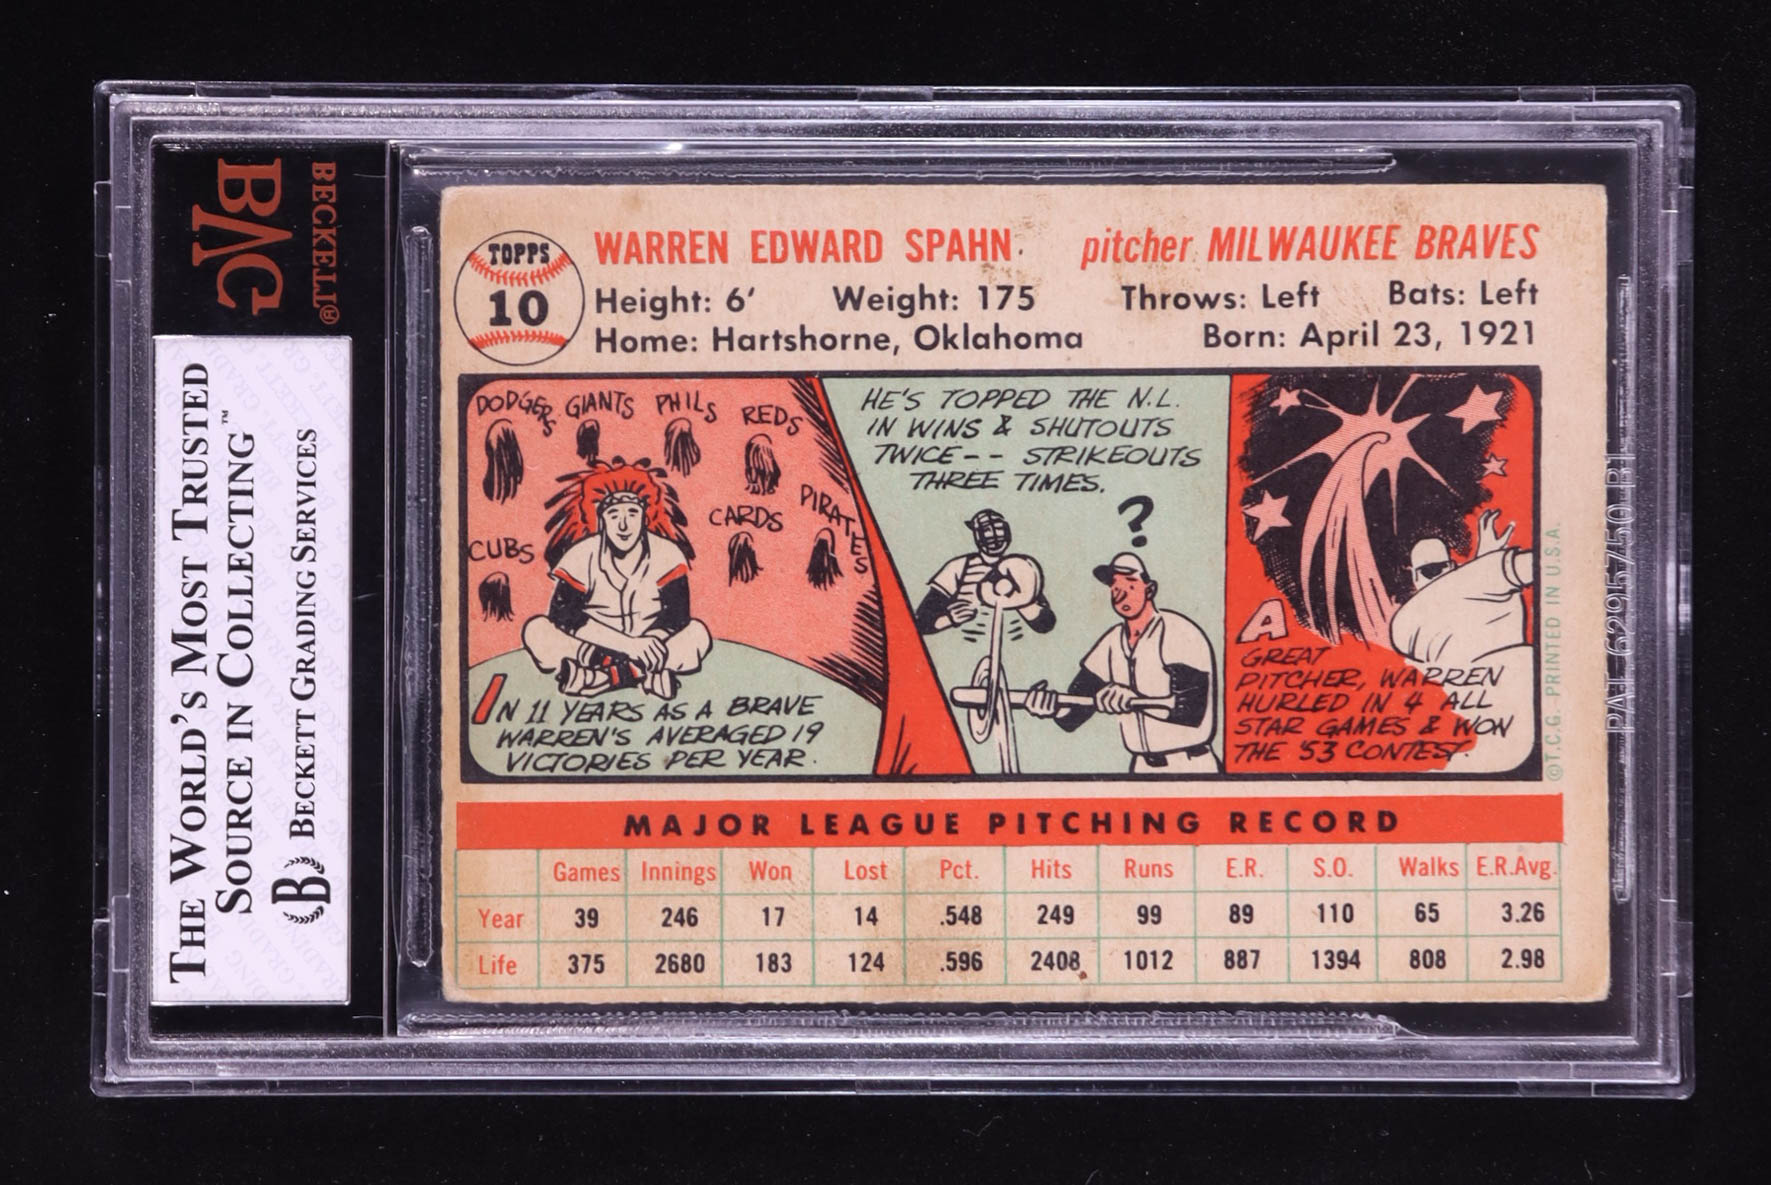 BECKETT®
BVG
THE WORLD'S MOST TRUSTED
SOURCE IN COLLECTING™
B BECKETT GRADING SERVICES
TOPPS
10
WARREN EDWARD SPAHN pitcher MILWAUKEE BRAVES
Height: 6' Weight: 175 Throws: Left Bats: Left
Home: Hartshorne, Oklahoma Born: April 23, 1921
DODGERS GIANTS PHILS REDS
CARDS PIRATES
CUBS
IN 11 YEARS AS A BRAVE
WARREN'S AVERAGED 19
VICTORIES PER YEAR.
HE'S TOPPED THE N.L.
IN WINS & SHUTOUTS
TWICE -- STRIKEOUTS
THREE TIMES.
?
A
GREAT
PITCHER, WARREN
HURLED IN 4 ALL
STAR GAMES & WON
THE '53 CONTEST.
©T.C.G. PRINTED IN U.S.A.
MAJOR LEAGUE PITCHING RECORD
Games Innings Won Lost Pct. Hits Runs E.R. S.O. Walks E.R.Avg.
Year 39 246 17 14 .548 249 99 89 110 65 3.26
Life 375 2680 183 124 .596 2408 1012 887 1394 808 2.98